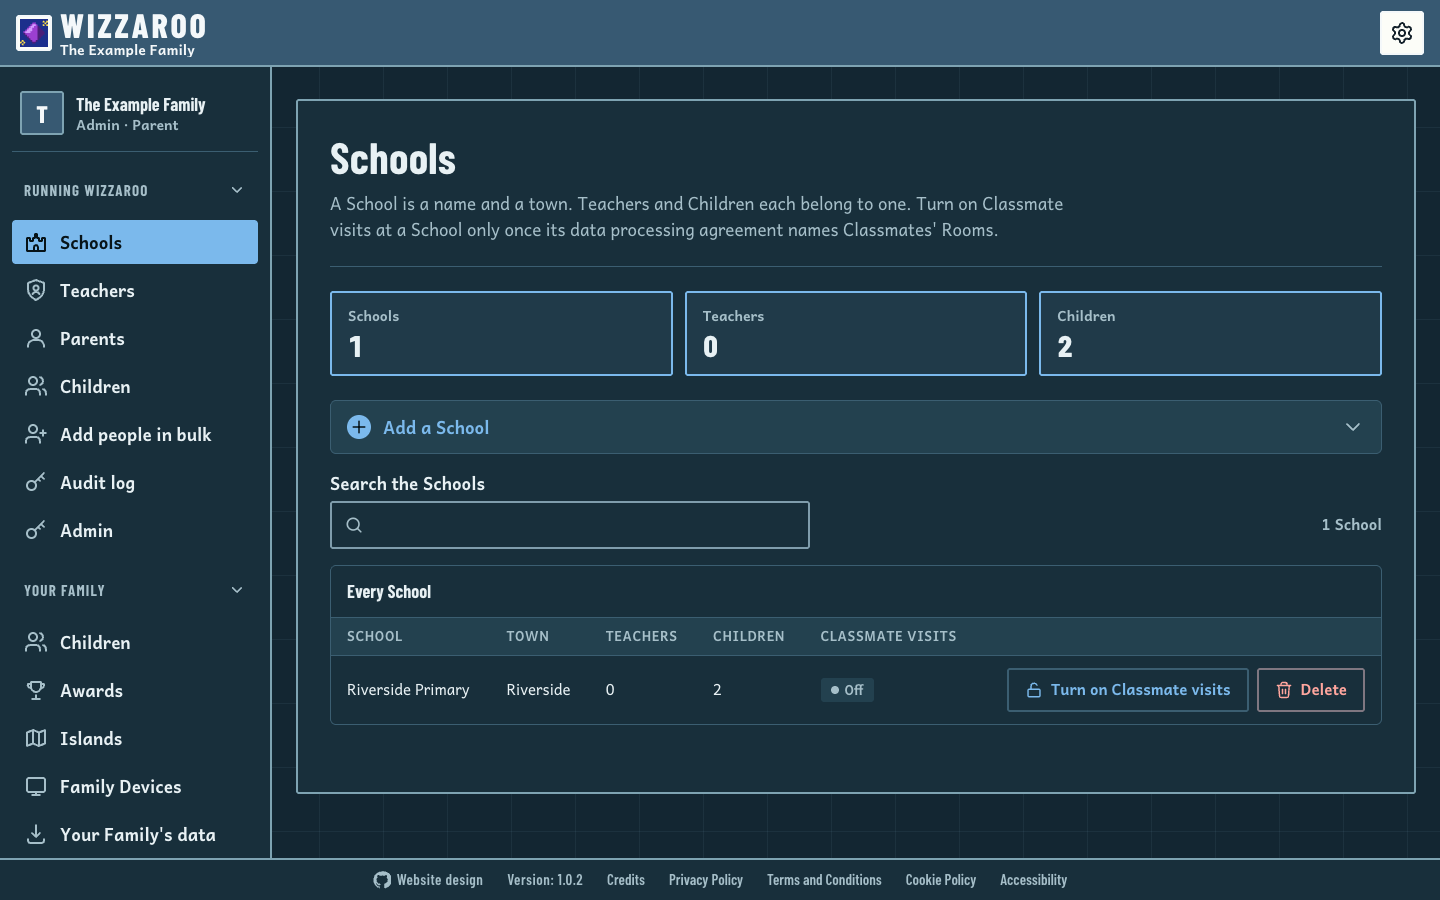 WIZZAROO
The Example Family
T
The Example Family
Admin · Parent
RUNNING WIZZAROO
Schools
Teachers
Parents
Children
Add people in bulk
Audit log
Admin
YOUR FAMILY
Children
Awards
Islands
Family Devices
Your Family's data
Schools
A School is a name and a town. Teachers and Children each belong to one. Turn on Classmate
visits at a School only once its data processing agreement names Classmates' Rooms.
Schools
1
Teachers
0
Children
2
Add a School
Search the Schools
1 School
Every School
SCHOOL TOWN TEACHERS CHILDREN CLASSMATE VISITS
Riverside Primary Riverside 0 2 Off Turn on Classmate visits Delete
Website design Version: 1.0.2 Credits Privacy Policy Terms and Conditions Cookie Policy Accessibility